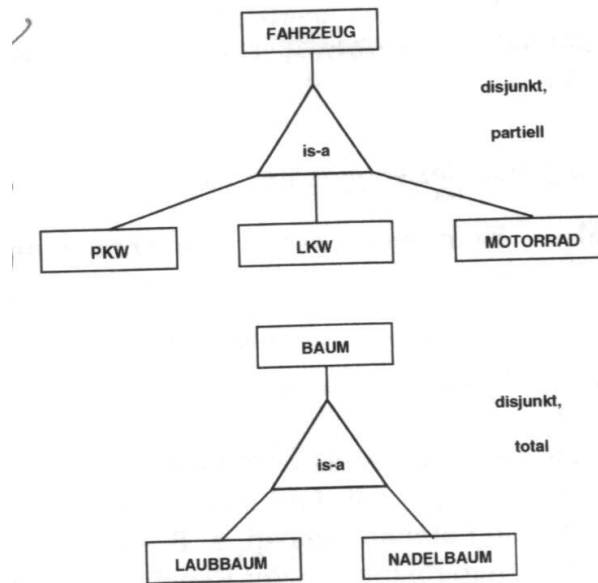 FAHRZEUG
disjunkt,
partiell
is-a
PKW
LKW
MOTORRAD
BAUM
disjunkt,
total
is-a
LAUBBAUM
NADELBAUM